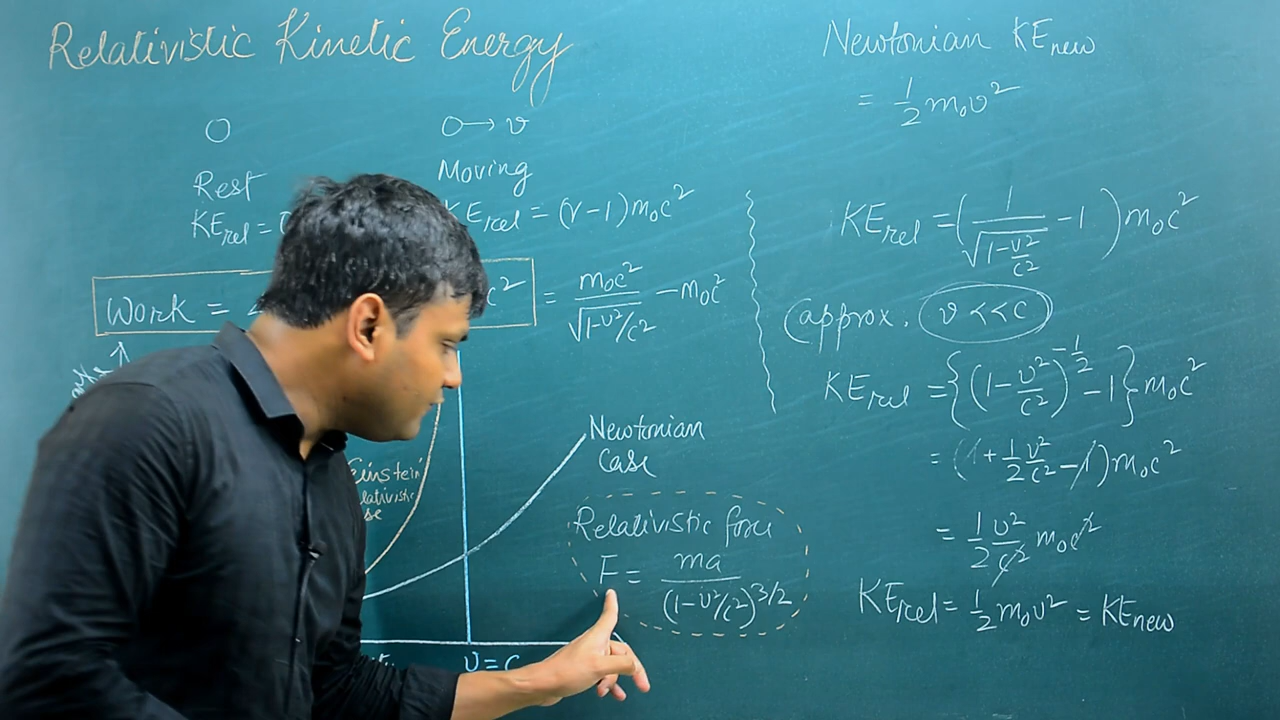 Relativistic Kinetic Energy
O
O → v
Rest
Moving
KErel =
KErel = (γ − 1)m₀c²
Work =
c² = m₀c²/√(1−v²/c²) − m₀c²
Einstein
Newtonian
Case
Relativistic force
F = ma/(1−v²/c²)^3/2
v = c
Newtonian KEnew
= 1/2 m₀v²
KErel = (1/√(1−v²/c²) − 1)m₀c²
(approx. v << c
KErel = {(1−v²/c²)^−1/2 − 1}m₀c²
= (1 + 1/2 v²/c² − 1)m₀c²
= 1/2 v²/c² m₀c²
KErel = 1/2 m₀v² = KEnew